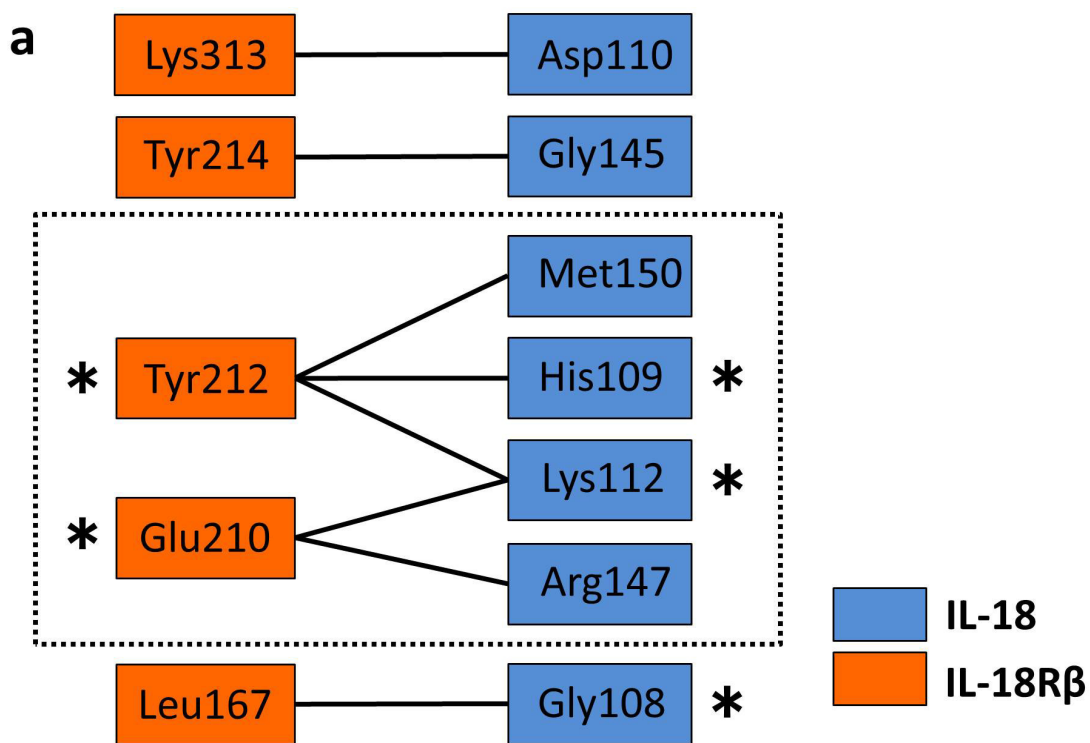 a
Lys313 Asp110
Tyr214 Gly145
Met150
* Tyr212 His109 *
Lys112 *
* Glu210
Arg147
IL-18
Leu167 Gly108 *
IL-18Rβ